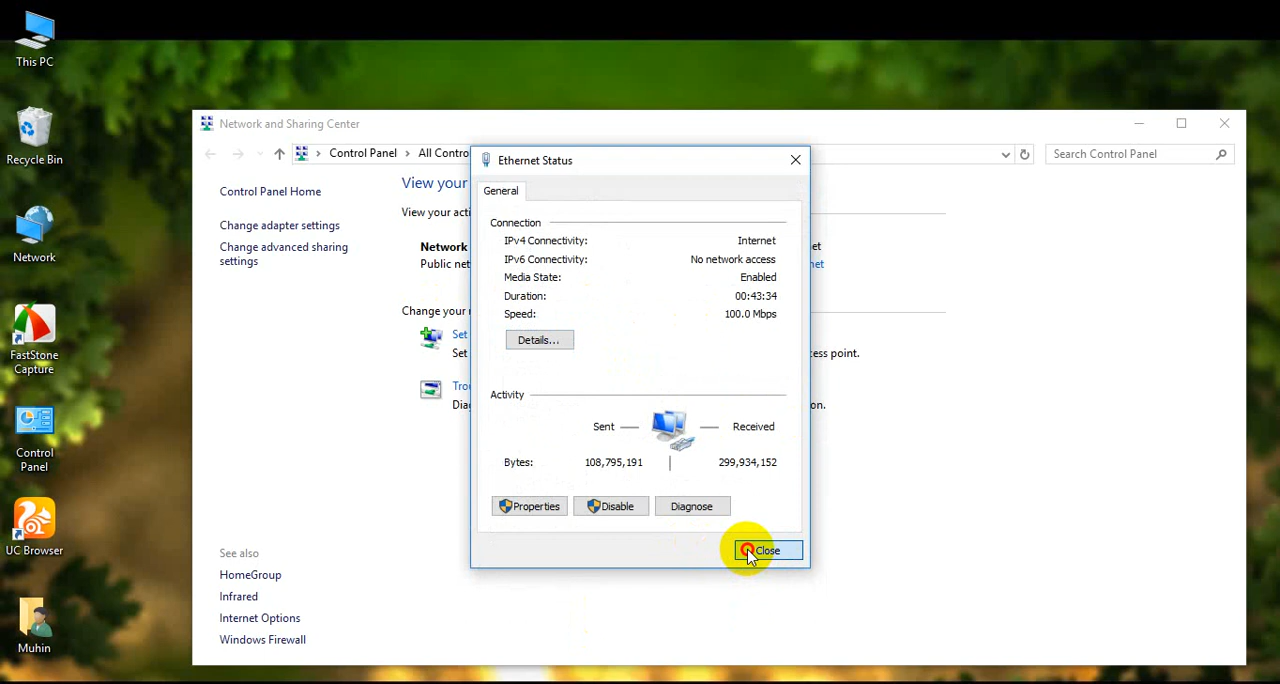 This PC
Recycle Bin
Network
FastStone
Capture
Control
Panel
UC Browser
Muhin
Network and Sharing Center
Control Panel
All Contro
Search Control Panel
Control Panel Home
Change adapter settings
Change advanced sharing
settings
See also
HomeGroup
Infrared
Internet Options
Windows Firewall
View your
View your acti
Network
Public net
et
net
Change your
Set
Set
ess point.
Trou
Diag
on.
Ethernet Status
General
Connection
IPv4 Connectivity: Internet
IPv6 Connectivity: No network access
Media State: Enabled
Duration: 00:43:34
Speed: 100.0 Mbps
Details...
Activity
Sent Received
Bytes: 108,795,191 299,934,152
Properties Disable Diagnose
Close